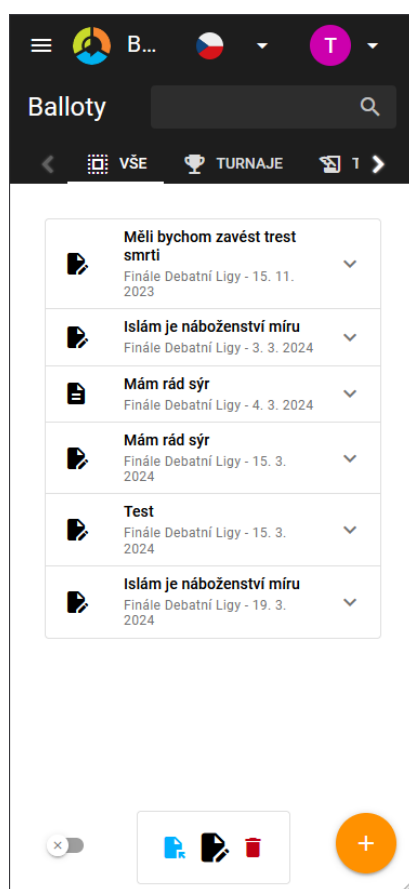 B...
T
Balloty
VŠE
TURNAJE
Měli bychom zavést trest
smrti
Finále Debatní Ligy - 15. 11.
2023
Islám je náboženství míru
Finále Debatní Ligy - 3. 3. 2024
Mám rád sýr
Finále Debatní Ligy - 4. 3. 2024
Mám rád sýr
Finále Debatní Ligy - 15. 3.
2024
Test
Finále Debatní Ligy - 15. 3.
2024
Islám je náboženství míru
Finále Debatní Ligy - 19. 3.
2024